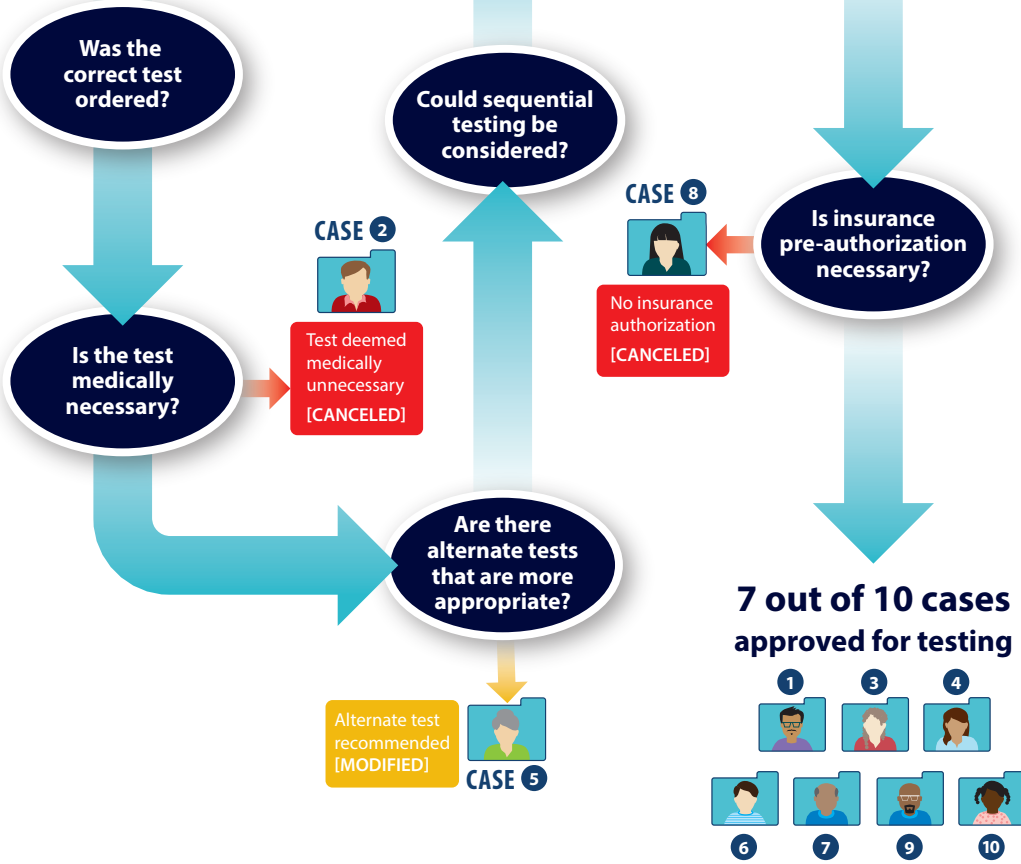 Was the
correct test
ordered?
Is the test
medically
necessary?
CASE 2
Test deemed
medically
unnecessary
[CANCELED]
Are there
alternate tests
that are more
appropriate?
Alternate test
recommended
[MODIFIED]
CASE 5
Could sequential
testing be
considered?
Is insurance
pre-authorization
necessary?
CASE 8
No insurance
authorization
[CANCELED]
7 out of 10 cases
approved for testing
1 3 4
6 7 9 10